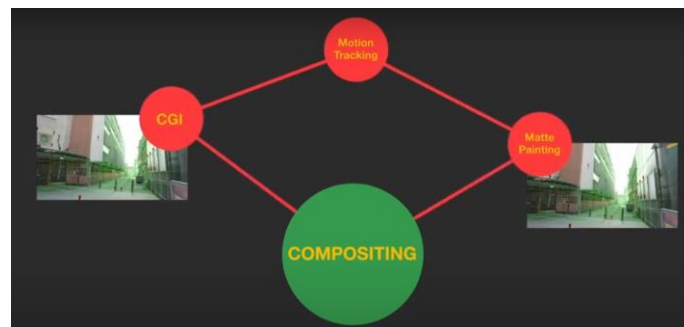 Motion
Tracking
CGI
Matte
Painting
COMPOSITING